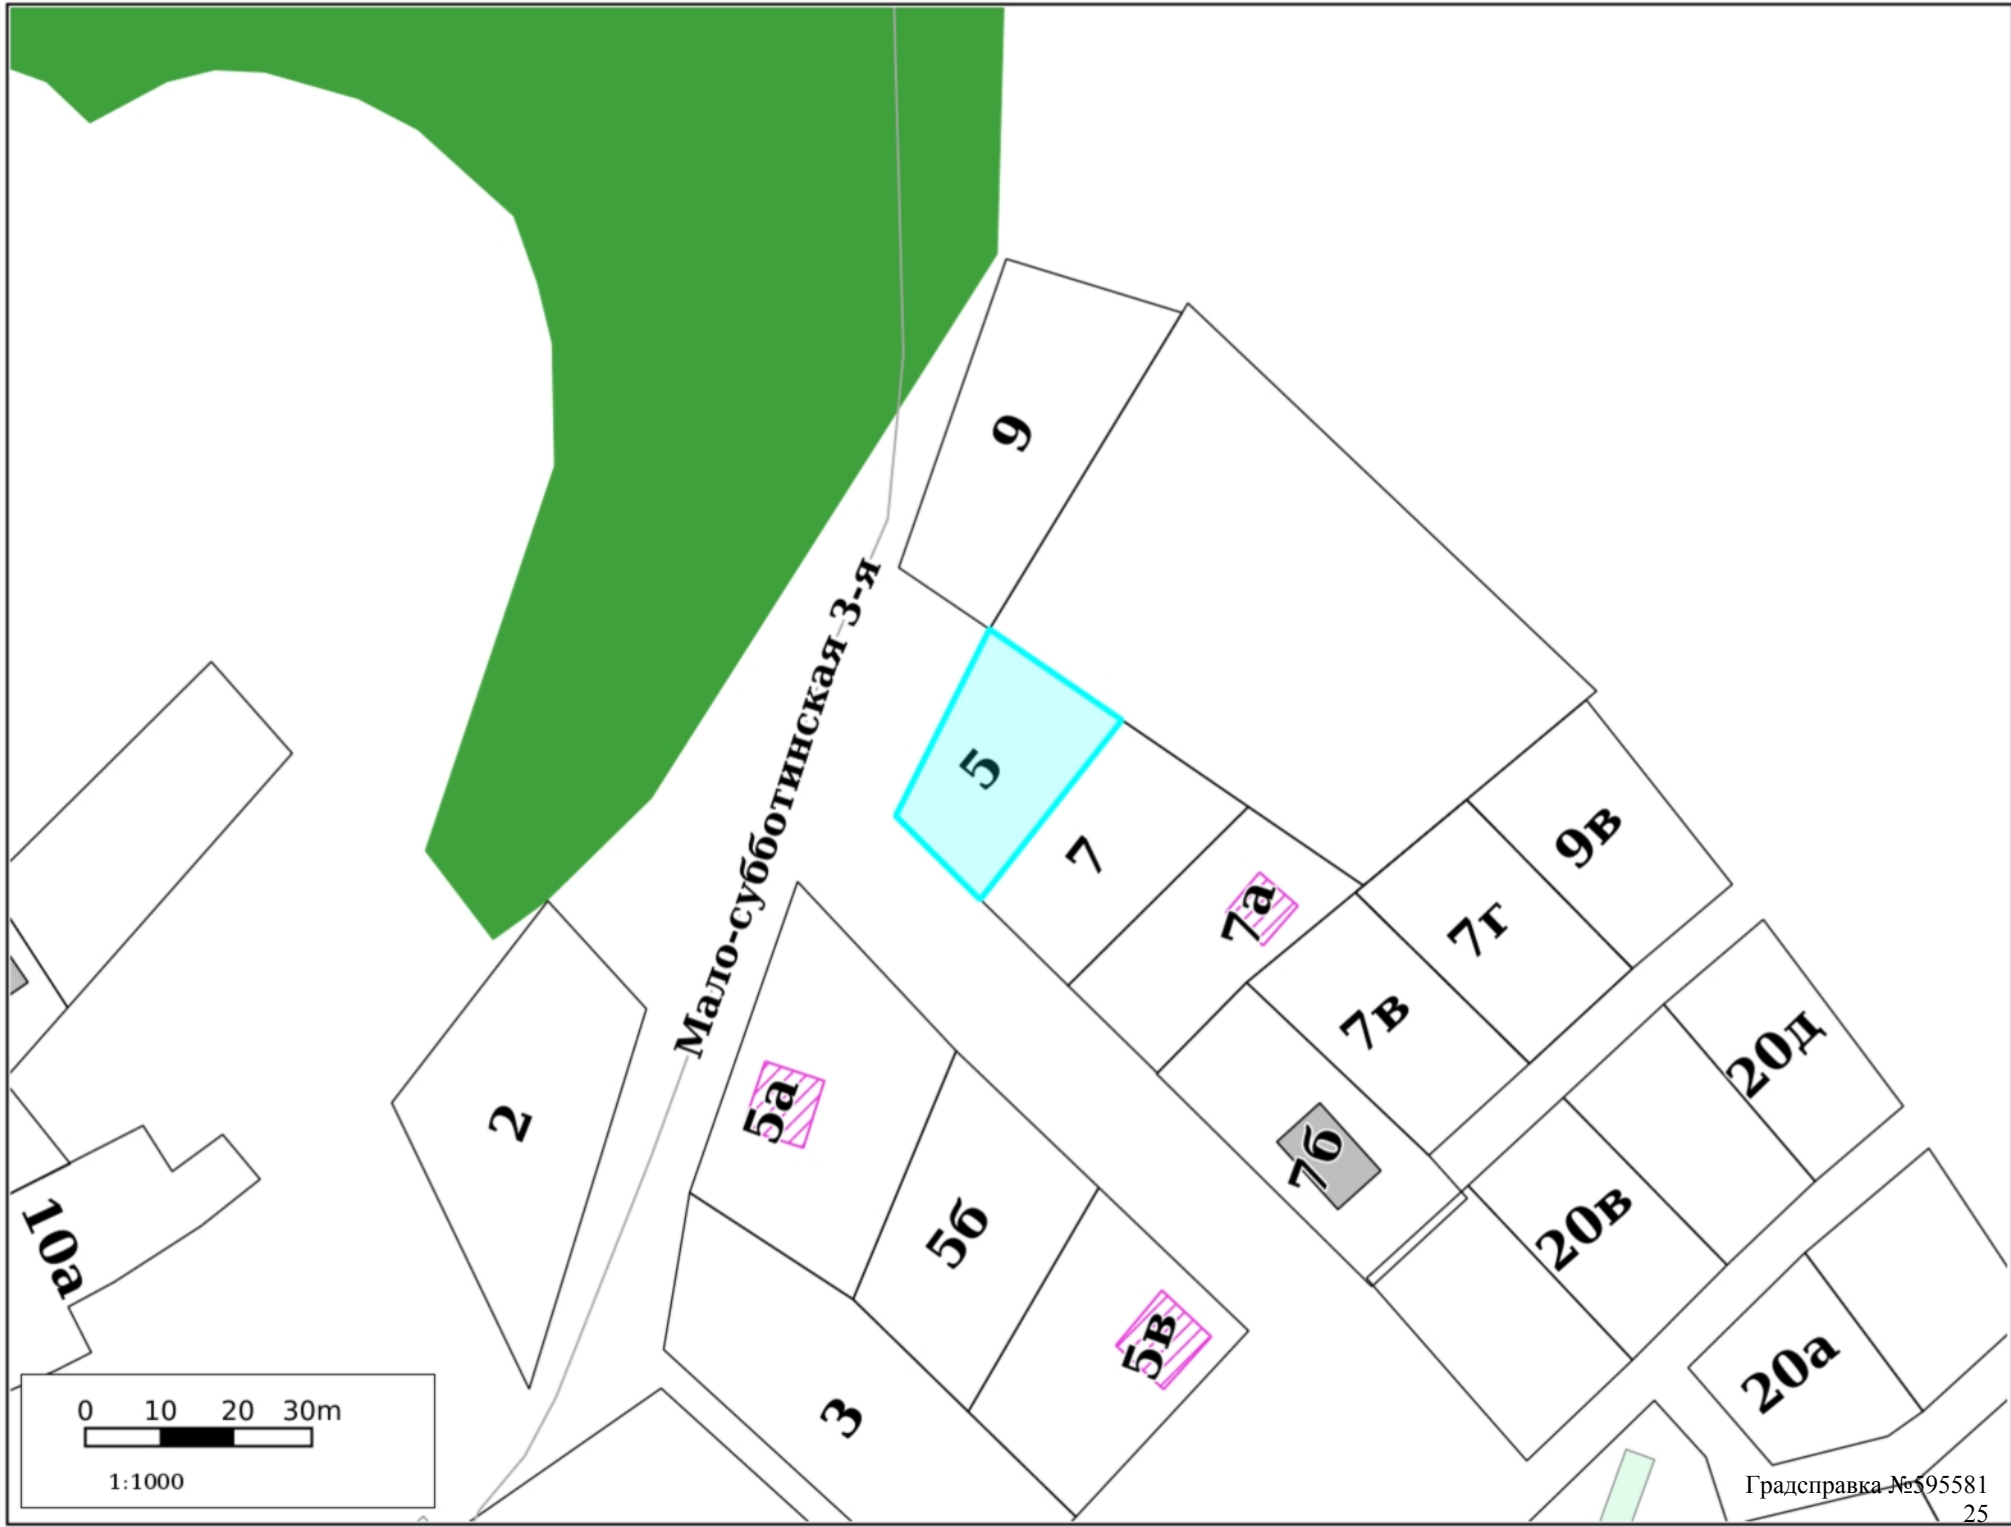 9
Мало-субботинская 3-я
5
7
7а
9в
7г
7в
20д
2
5а
7б
5б
20в
10а
5в
20а
3
0 10 20 30m
1:1000
Градсправка №595581
25